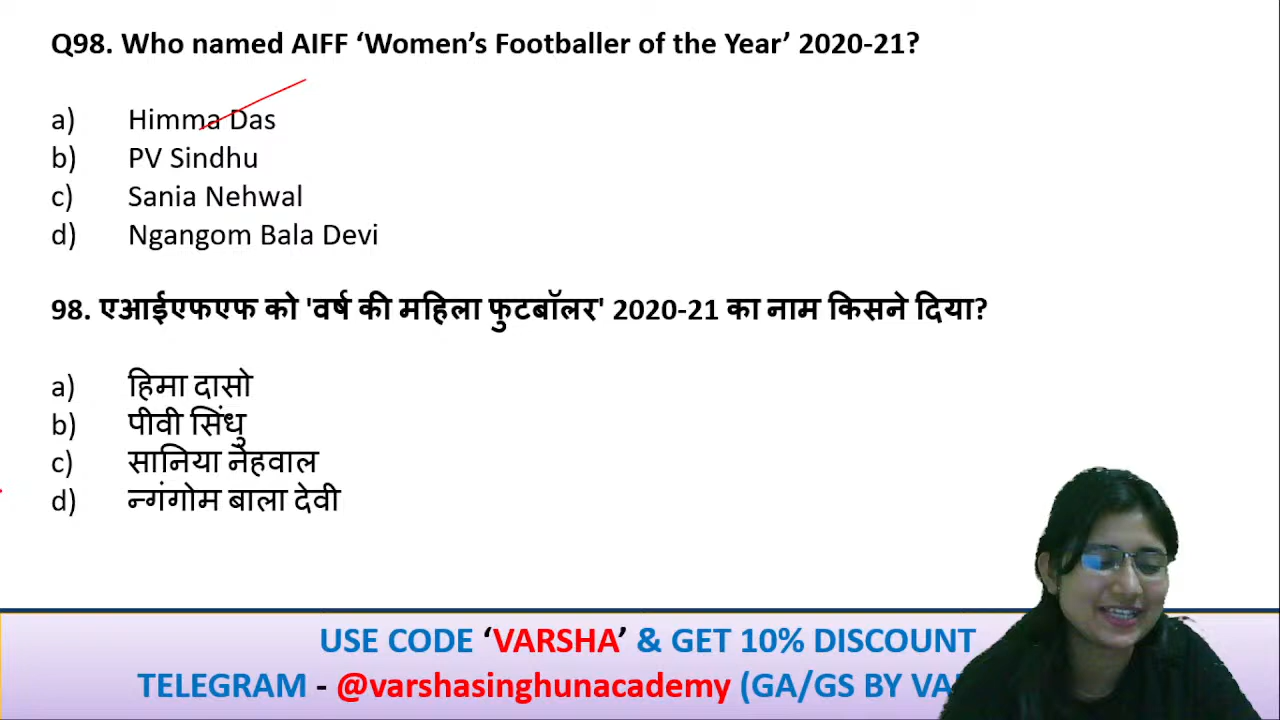 Q98. Who named AIFF ‘Women’s Footballer of the Year’ 2020-21?
a) Himma Das
b) PV Sindhu
c) Sania Nehwal
d) Ngangom Bala Devi
98. एआईएफएफ को 'वर्ष की महिला फुटबॉलर' 2020-21 का नाम किसने दिया?
a) हिमा दासो
b) पीवी सिंधु
c) सानिया नेहवाल
d) न्गंगोम बाला देवी
USE CODE ‘VARSHA’ & GET 10% DISCOUNT
TELEGRAM - @varshasinghunacademy (GA/GS BY